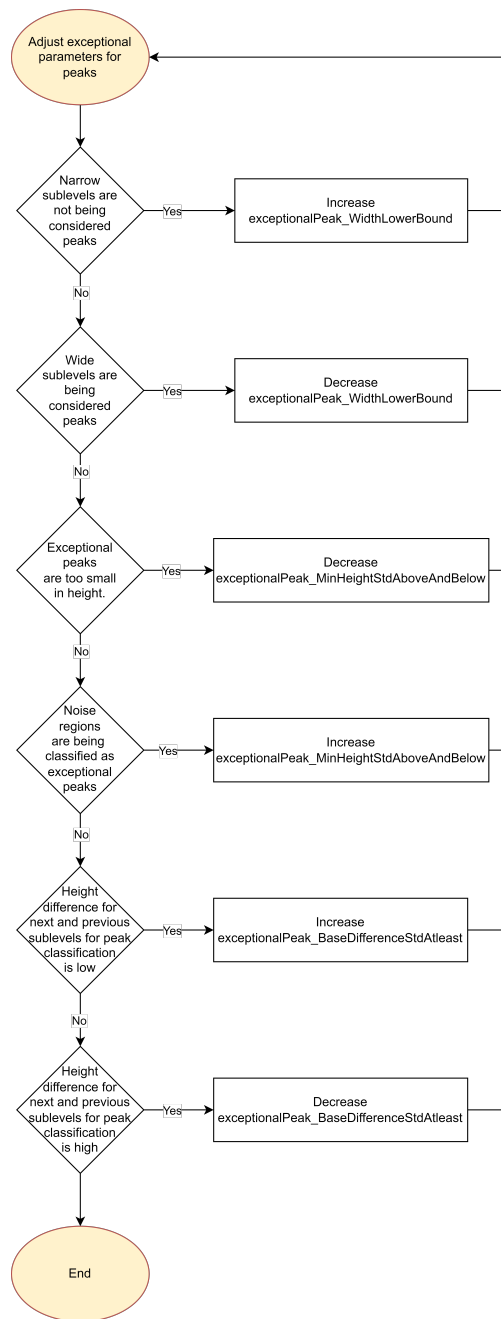 Adjust exceptional
parameters for
peaks
Narrow
sublevels are
not being
considered
peaks
Yes
Increase
exceptionalPeak_WidthLowerBound
No
Wide
sublevels are
being
considered
peaks
Yes
Decrease
exceptionalPeak_WidthLowerBound
No
Exceptional
peaks
are too small
in height.
Yes
Decrease
exceptionalPeak_MinHeightStdAboveAndBelow
No
Noise
regions
are being
classified as
exceptional
peaks
Yes
Increase
exceptionalPeak_MinHeightStdAboveAndBelow
No
Height
difference for
next and previous
sublevels for peak
classification
is low
Yes
Increase
exceptionalPeak_BaseDifferenceStdAtleast
No
Height
difference for
next and previous
sublevels for peak
classification
is high
Yes
Decrease
exceptionalPeak_BaseDifferenceStdAtleast
End